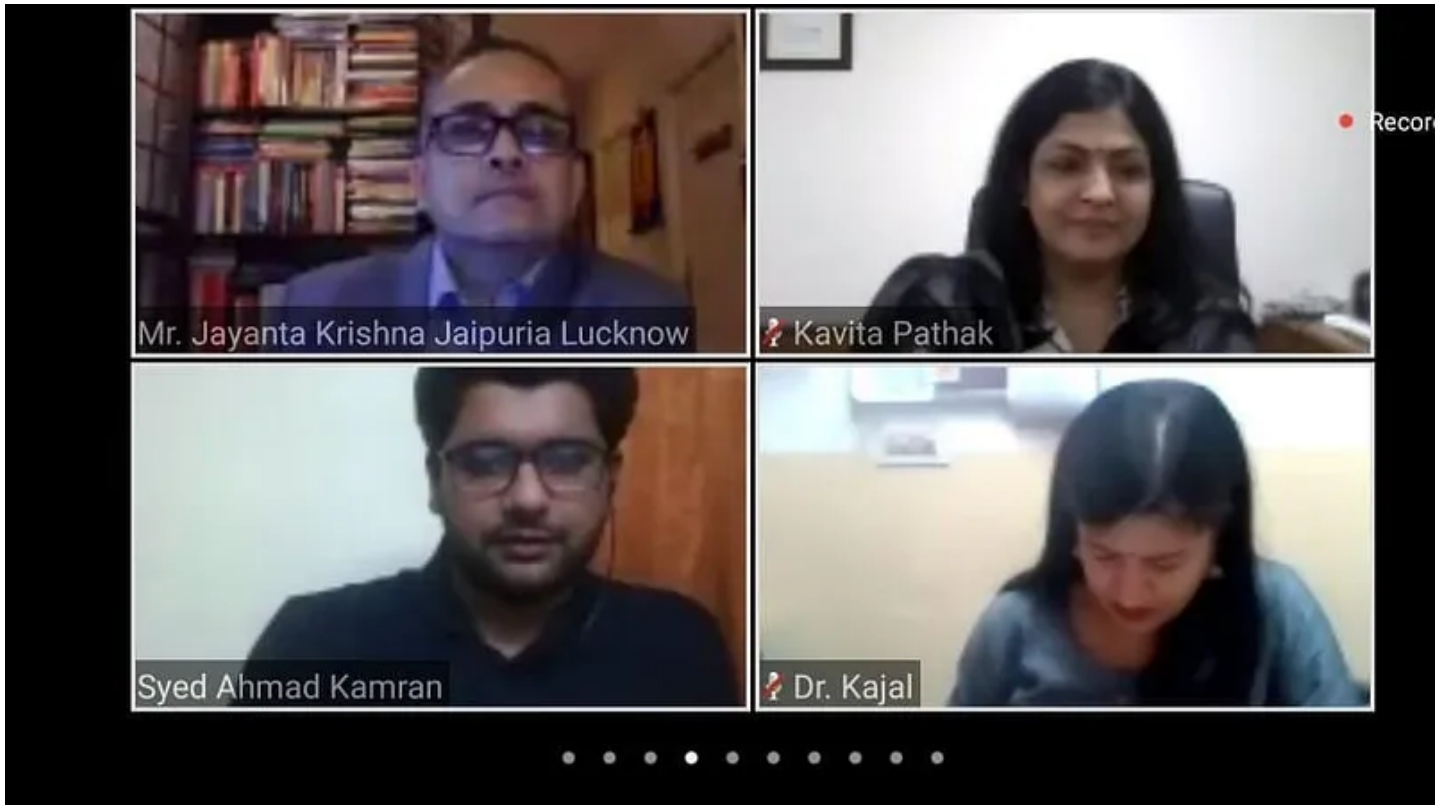 Mr. Jayanta Krishna Jaipuria Lucknow
Kavita Pathak
Recor
Syed Ahmad Kamran
Dr. Kajal